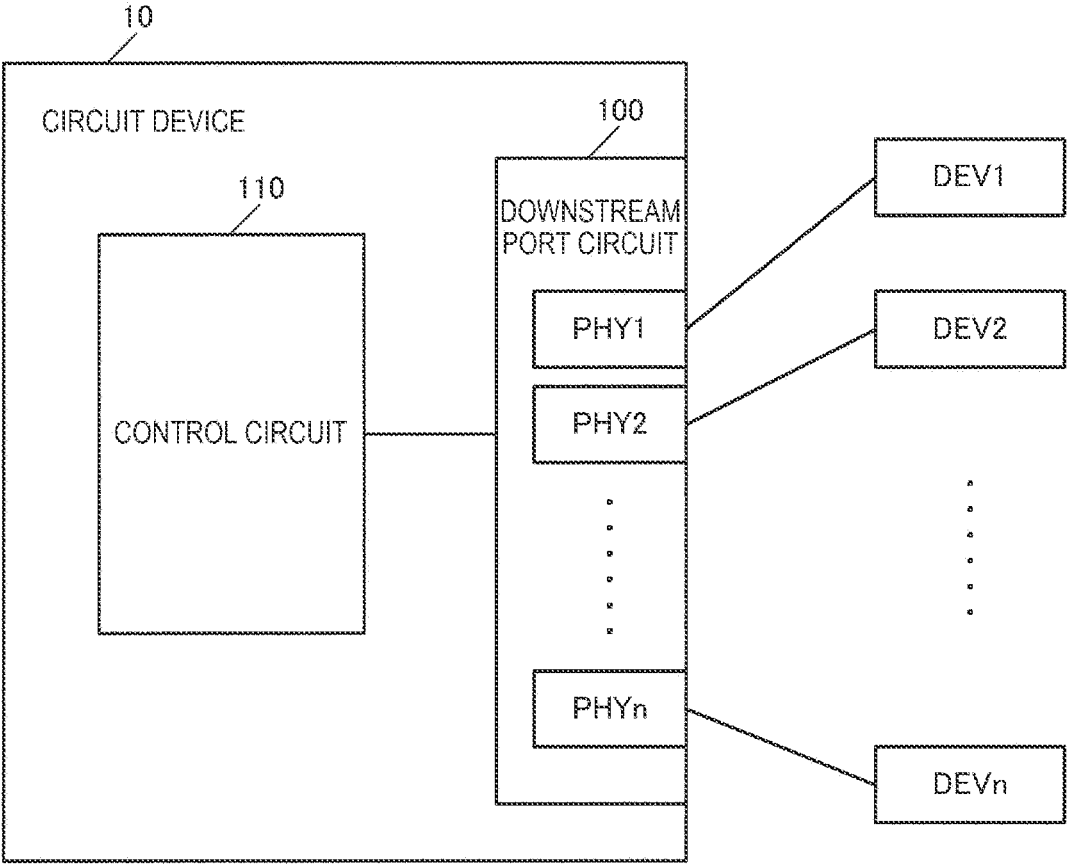 10
CIRCUIT DEVICE
100
110
DOWNSTREAM
PORT CIRCUIT
DEV1
PHY1
DEV2
PHY2
CONTROL CIRCUIT
PHYn
DEVn